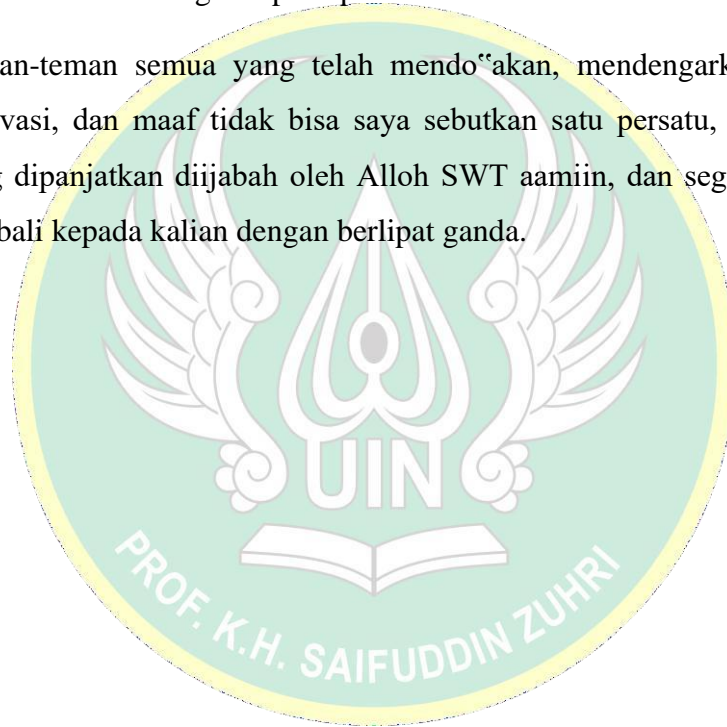 an-teman semua yang telah mendo‟akan, mendengark
vasi, dan maaf tidak bisa saya sebutkan satu persatu,
dipanjatkan diijabah oleh Alloh SWT aamiin, dan seg
bali kepada kalian dengan berlipat ganda.
UIN
PROF. K.H. SAIFUDDIN ZUHRI